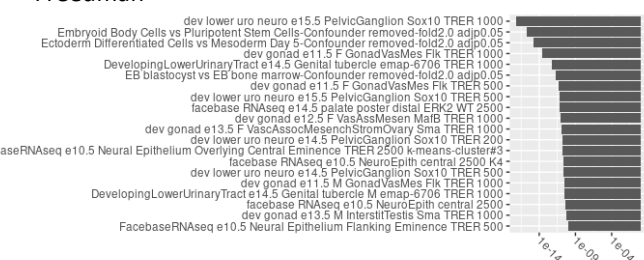 dev lower uro neuro e15.5 PelvicGanglion Sox10 TRER 1000
Embryoid Body Cells vs Pluripotent Stem Cells-Confounder removed-fold2.0 adjp0.05
Ectoderm Differentiated Cells vs Mesoderm Day 5-Confounder removed-fold2.0 adjp0.05
dev gonad e11.5 F GonadVasMes Flk TRER 1000
DevelopingLowerUrinaryTract e14.5 Genital tubercle emap-6706 TRER 1000
EB blastocyst vs EB bone marrow-Confounder removed-fold2.0 adjp0.05
dev gonad e11.5 F GonadVasMes Flk TRER 500
dev lower uro neuro e15.5 PelvicGanglion Sox10 TRER 500
facebase RNAseq e14.5 palate poster distal ERK2 WT 2500
dev gonad e12.5 F VasAssMesen MafB TRER 1000
dev gonad e13.5 F VascAssocMesenchStromOvary Sma TRER 1000
dev lower uro neuro e14.5 PelvicGanglion Sox10 TRER 200
aseRNAseq e10.5 Neural Epithelium Overlying Central Eminence TRER 2500 k-means-cluster#3
facebase RNAseq e10.5 NeuroEpith central 2500 K4
dev lower uro neuro e14.5 PelvicGanglion Sox10 TRER 500
dev gonad e11.5 M GonadVasMes Flk TRER 1000
DevelopingLowerUrinaryTract e14.5 Genital tubercle M emap-6706 TRER 1000
facebase RNAseq e10.5 NeuroEpith central 2500
dev gonad e13.5 M InterstitTestis Sma TRER 1000
FacebaseRNAseq e10.5 Neural Epithelium Flanking Eminence TRER 500
1e-14
1e-09
1e-04